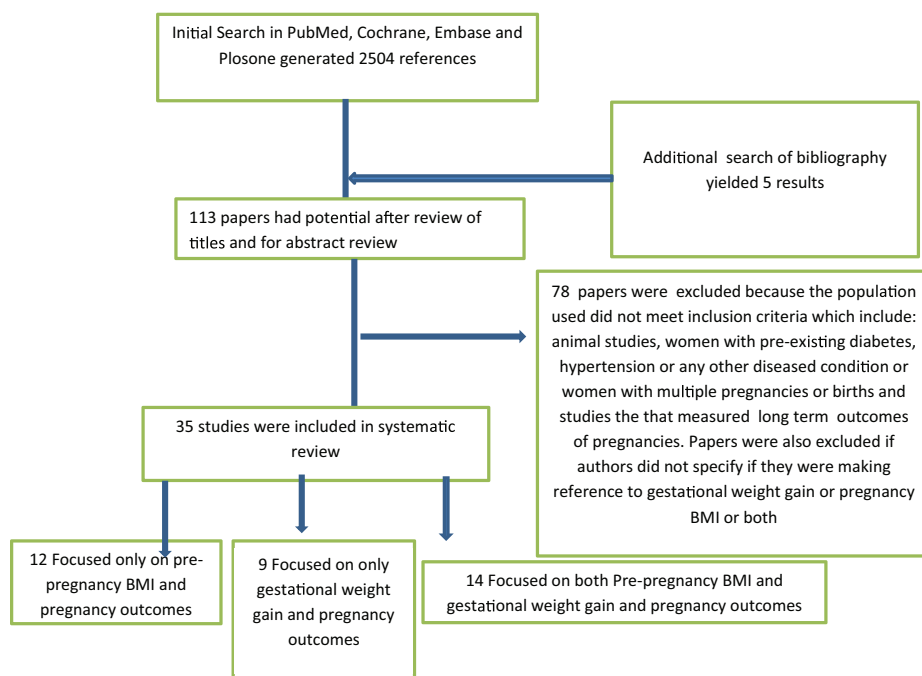 Initial Search in PubMed, Cochrane, Embase and
Plosone generated 2504 references
Additional search of bibliography
yielded 5 results
113 papers had potential after review of
titles and for abstract review
78 papers were excluded because the population
used did not meet inclusion criteria which include:
animal studies, women with pre-existing diabetes,
hypertension or any other diseased condition or
women with multiple pregnancies or births and
studies the that measured long term outcomes
of pregnancies. Papers were also excluded if
authors did not specify if they were making
reference to gestational weight gain or pregnancy
BMI or both
35 studies were included in systematic
review
12 Focused only on pre-
pregnancy BMI and
pregnancy outcomes
9 Focused on only
gestational weight
gain and pregnancy
outcomes
14 Focused on both Pre-pregnancy BMI and
gestational weight gain and pregnancy outcomes